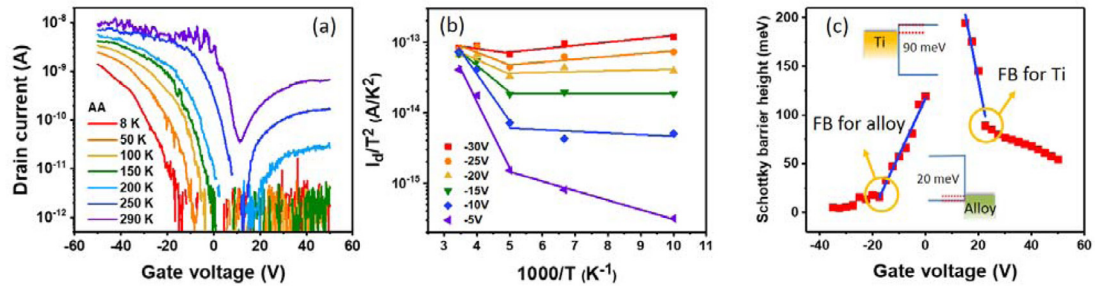 (a)
Drain current (A)
10⁻⁸
10⁻⁹
10⁻¹⁰
10⁻¹¹
10⁻¹²
AA
8 K
50 K
100 K
150 K
200 K
250 K
290 K
-60 -40 -20 0 20 40 60
Gate voltage (V)
(b)
I_d/T² (A/K²)
10⁻¹³
10⁻¹⁴
10⁻¹⁵
-30V
-25V
-20V
-15V
-10V
-5V
3 4 5 6 7 8 9 10 11
1000/T (K⁻¹)
(c)
Schottky barrier height (meV)
200
150
100
50
0
Ti
90 meV
FB for Ti
FB for alloy
20 meV
Alloy
-40 -20 0 20 40 60
Gate voltage (V)